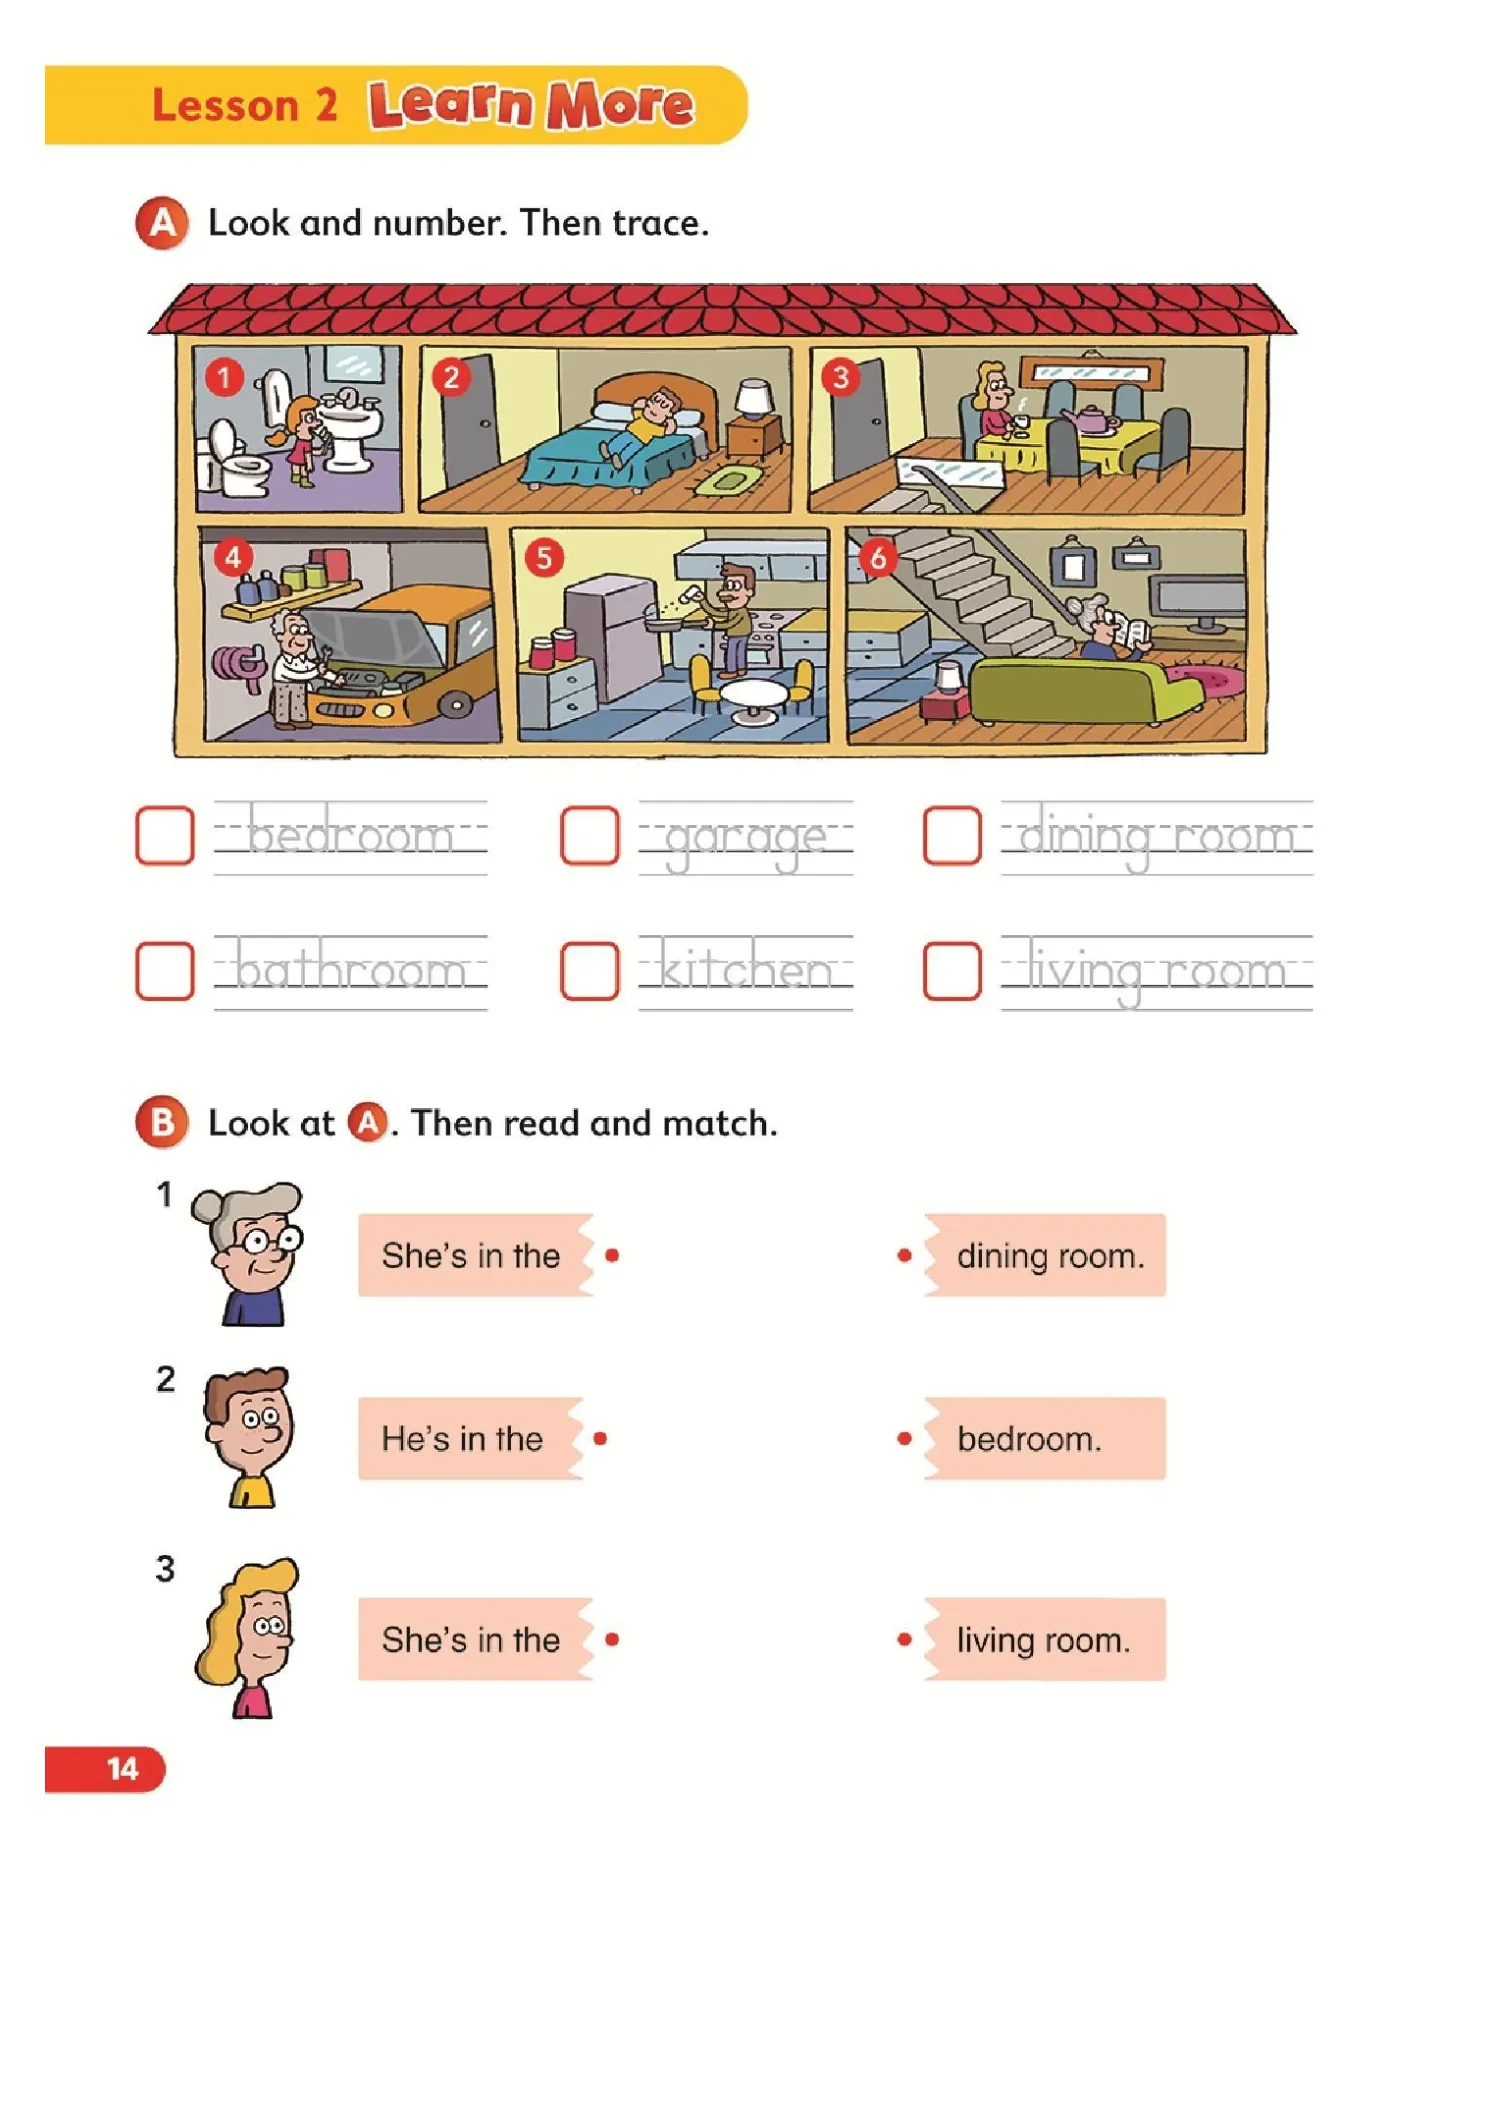 Lesson 2 Learn More
A Look and number. Then trace.
1 2 3
4 5 6
bedroom garage dining room
bathroom kitchen living room
B Look at A. Then read and match.
1
She's in the dining room.
2
He's in the bedroom.
3
She's in the living room.
14